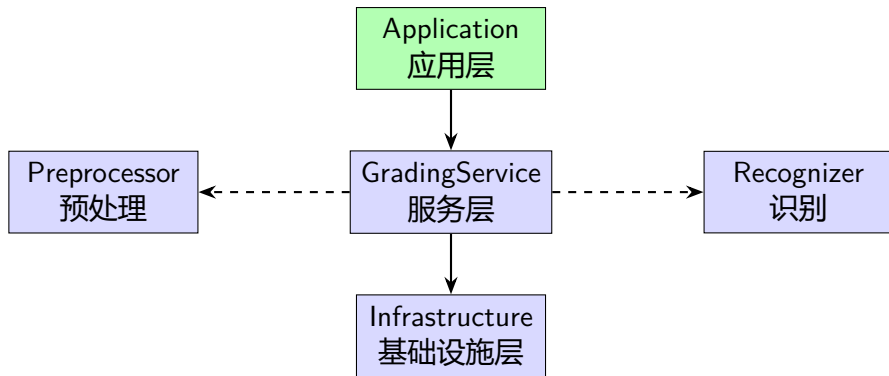 Application
应用层
Preprocessor
预处理
GradingService
服务层
Recognizer
识别
Infrastructure
基础设施层